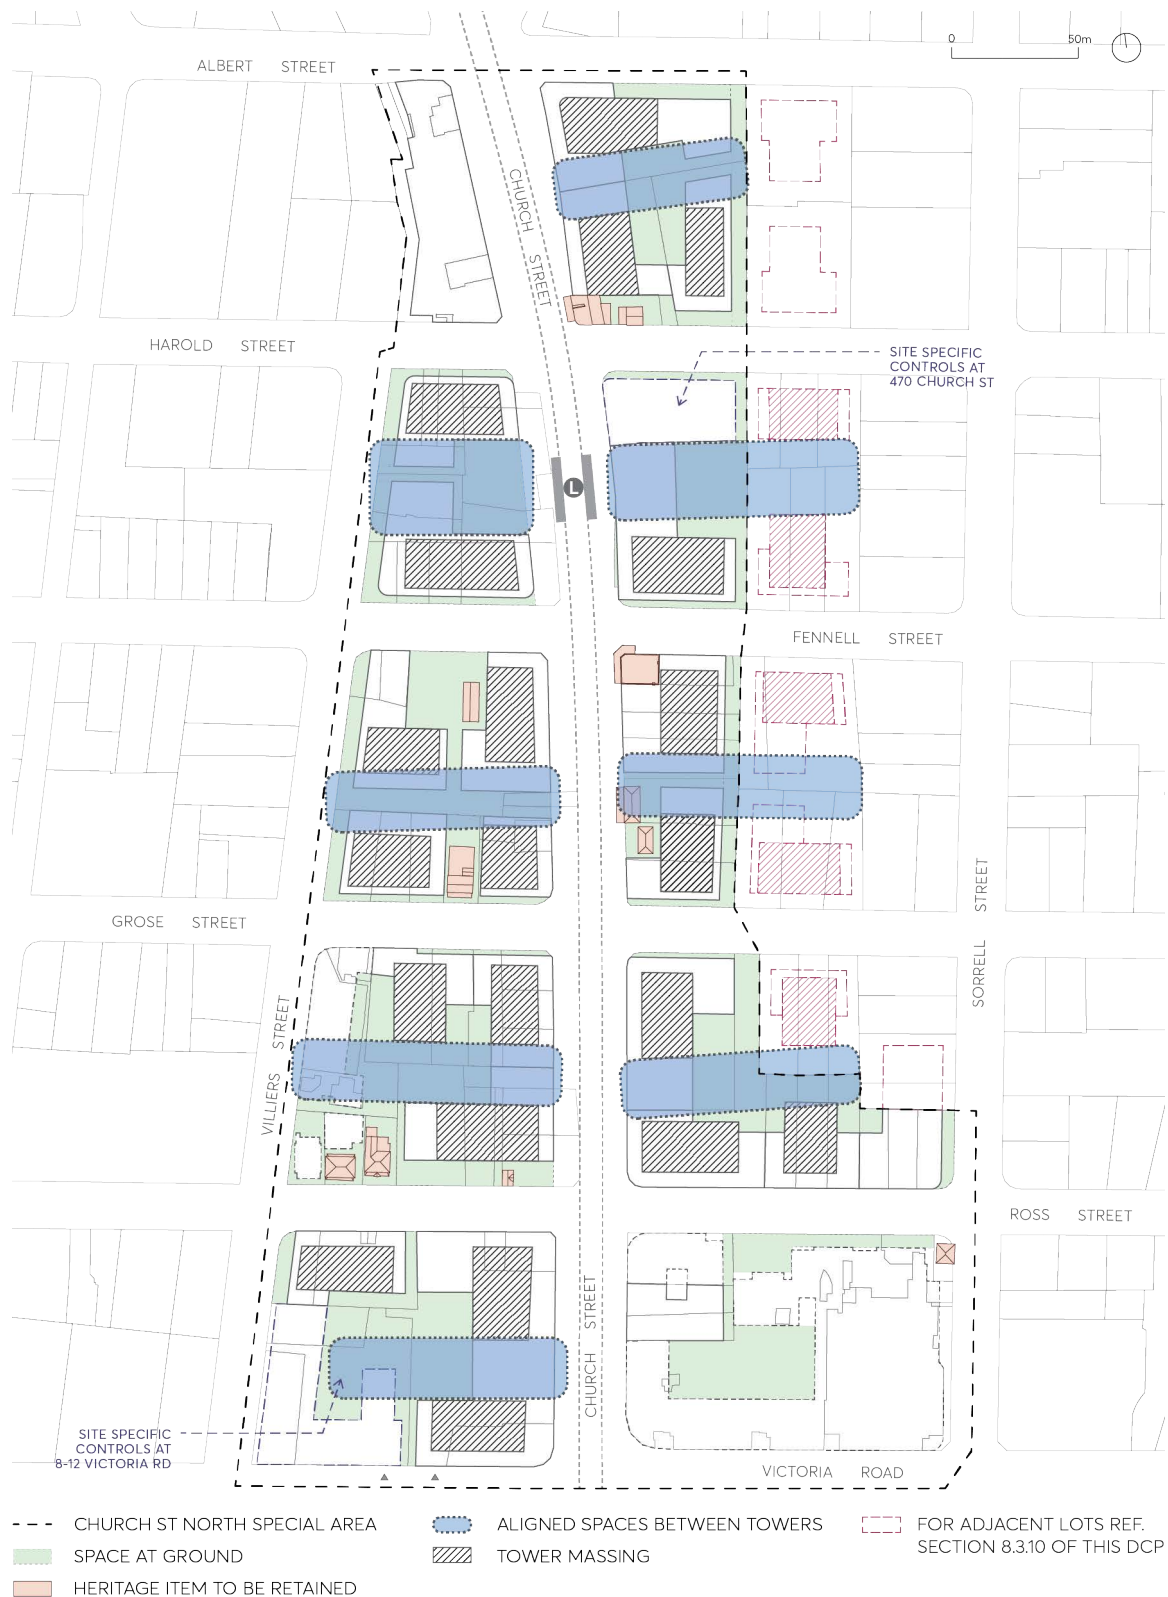 0 50m
ALBERT STREET
CHURCH STREET
HAROLD STREET
SITE SPECIFIC
CONTROLS AT
470 CHURCH ST
L
FENNELL STREET
GROSE STREET
SORRELL STREET
VILLIERS STREET
ROSS STREET
CHURCH STREET
SITE SPECIFIC
CONTROLS AT
8-12 VICTORIA RD
VICTORIA ROAD
CHURCH ST NORTH SPECIAL AREA
SPACE AT GROUND
HERITAGE ITEM TO BE RETAINED
ALIGNED SPACES BETWEEN TOWERS
TOWER MASSING
FOR ADJACENT LOTS REF.
SECTION 8.3.10 OF THIS DCP